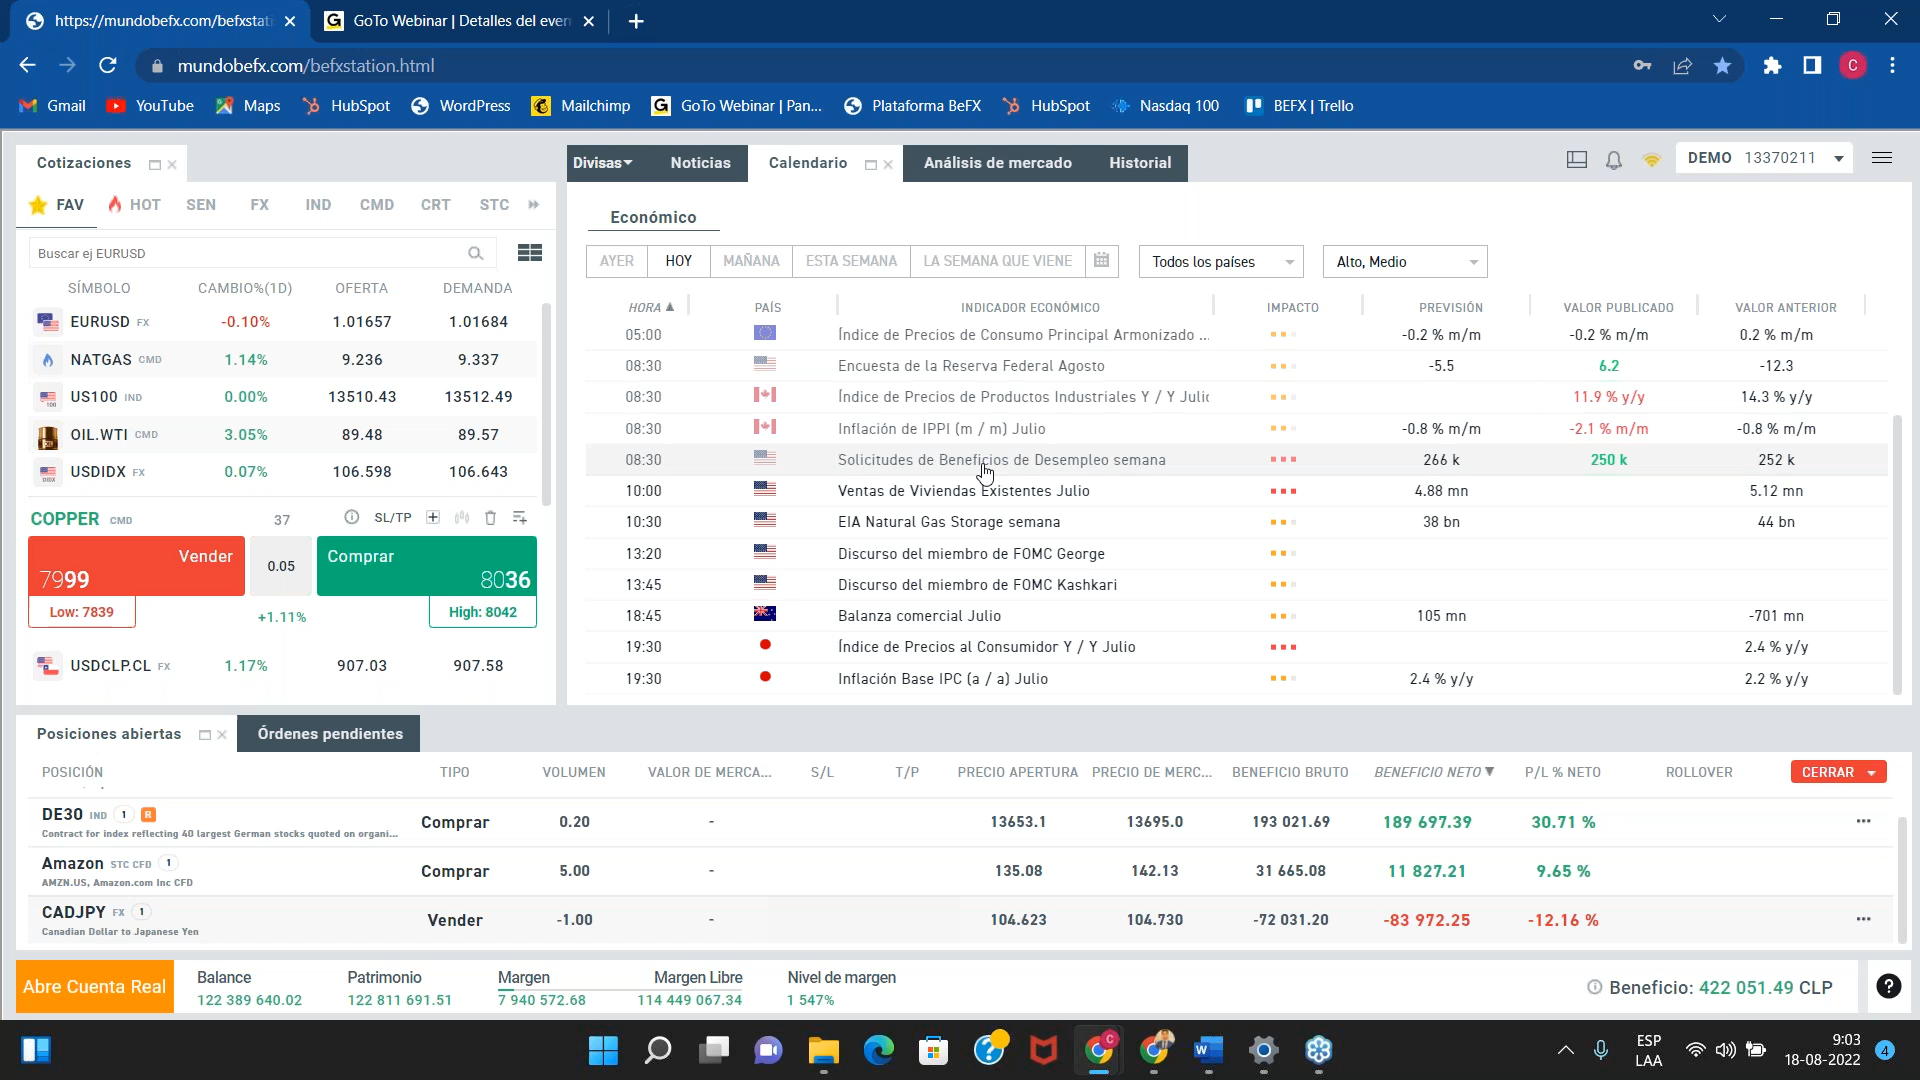 https://mundobefx.com/befxstati
GoTo Webinar | Detalles del even
mundobefx.com/befxstation.html
C
Gmail
YouTube
Maps
HubSpot
WordPress
Mailchimp
GoTo Webinar | Pan...
Plataforma BeFX
HubSpot
Nasdaq 100
BEFX | Trello
Cotizaciones
Divisas
Noticias
Calendario
Análisis de mercado
Historial
DEMO 13370211
FAV HOT SEN FX IND CMD CRT STC
Buscar ej EURUSD
SÍMBOLO CAMBIO%(1D) OFERTA DEMANDA
EURUSD FX -0.10% 1.01657 1.01684
NATGAS CMD 1.14% 9.236 9.337
US100 IND 0.00% 13510.43 13512.49
OIL.WTI CMD 3.05% 89.48 89.57
USDIDX FX 0.07% 106.598 106.643
COPPER CMD 37 SL/TP
Vender 7999
0.05
Comprar 8036
Low: 7839
+1.11%
High: 8042
USDCLP.CL FX 1.17% 907.03 907.58
Económico
AYER HOY MAÑANA ESTA SEMANA LA SEMANA QUE VIENE
Todos los países
Alto, Medio
HORA PAÍS INDICADOR ECONÓMICO IMPACTO PREVISIÓN VALOR PUBLICADO VALOR ANTERIOR
05:00 Índice de Precios de Consumo Principal Armonizado ... -0.2 % m/m -0.2 % m/m 0.2 % m/m
08:30 Encuesta de la Reserva Federal Agosto -5.5 6.2 -12.3
08:30 Índice de Precios de Productos Industriales Y / Y Julio 11.9 % y/y 14.3 % y/y
08:30 Inflación de IPPI (m / m) Julio -0.8 % m/m -2.1 % m/m -0.8 % m/m
08:30 Solicitudes de Beneficios de Desempleo semana 266 k 250 k 252 k
10:00 Ventas de Viviendas Existentes Julio 4.88 mn 5.12 mn
10:30 EIA Natural Gas Storage semana 38 bn 44 bn
13:20 Discurso del miembro de FOMC George
13:45 Discurso del miembro de FOMC Kashkari
18:45 Balanza comercial Julio 105 mn -701 mn
19:30 Índice de Precios al Consumidor Y / Y Julio 2.4 % y/y
19:30 Inflación Base IPC (a / a) Julio 2.4 % y/y 2.2 % y/y
Posiciones abiertas
Órdenes pendientes
POSICIÓN TIPO VOLUMEN VALOR DE MERCA... S/L T/P PRECIO APERTURA PRECIO DE MERC... BENEFICIO BRUTO BENEFICIO NETO P/L % NETO ROLLOVER CERRAR
DE30 IND 1 R Comprar 0.20 - 13653.1 13695.0 193 021.69 189 697.39 30.71 %
Contract for index reflecting 40 largest German stocks quoted on organi...
Amazon STC CFD 1 Comprar 5.00 - 135.08 142.13 31 665.08 11 827.21 9.65 %
AMZN.US, Amazon.com Inc CFD
CADJPY FX 1 Vender -1.00 - 104.623 104.730 -72 031.20 -83 972.25 -12.16 %
Canadian Dollar to Japanese Yen
Abre Cuenta Real
Balance Patrimonio Margen Margen Libre Nivel de margen
122 389 640.02 122 811 691.51 7 940 572.68 114 449 067.34 1 547%
Beneficio: 422 051.49 CLP
ESP
LAA
9:03
18-08-2022
4